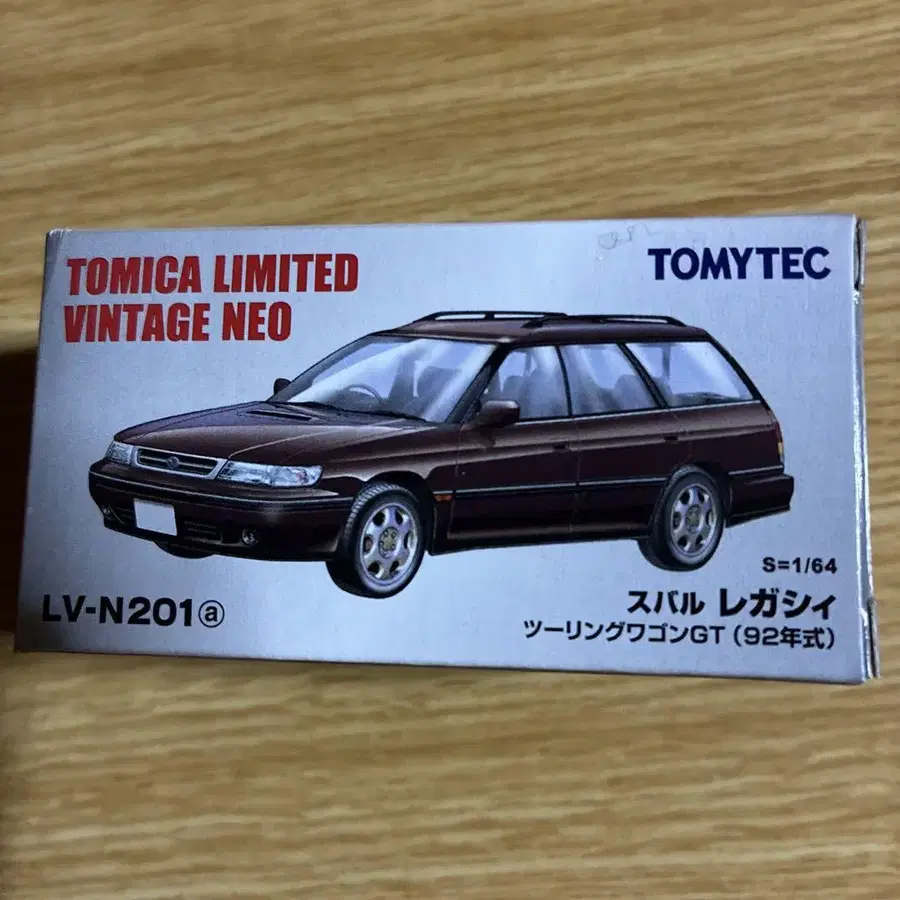 TOMICA LIMITED
VINTAGE NEO
TOMYTEC
S=1/64
LV-N201ⓐ
スバル レガシィ
ツーリングワゴンGT（92年式）